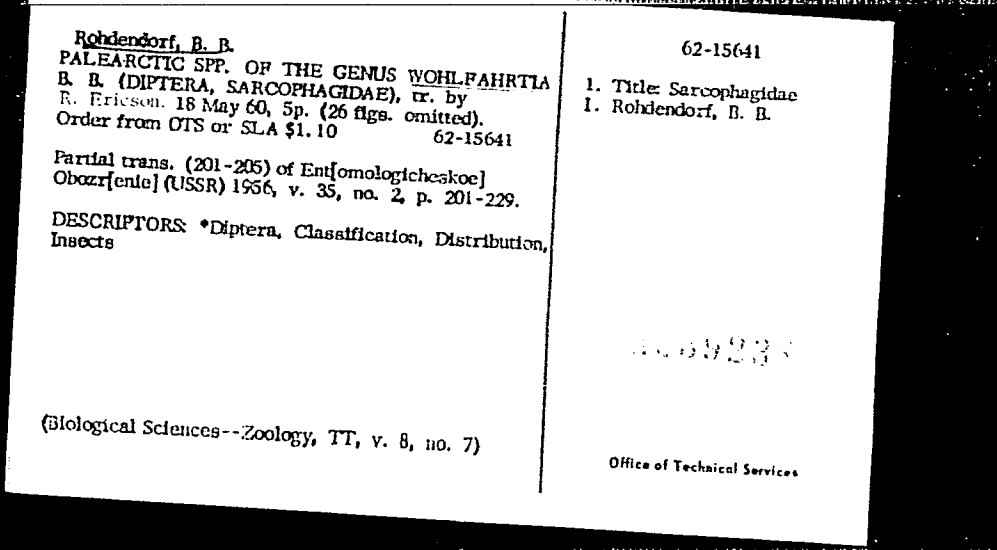 Rohdendorf, B. B.
PALEARCTIC SPP. OF THE GENUS WOHLFAHRTIA
B. B. (DIPTERA, SARCOPHAGIDAE), tr. by
R. Ericson. 18 May 60, 5p. (26 figs. omitted).
Order from OTS or SLA $1.10 62-15641
Partial trans. (201-205) of Ent[omologicheskoe]
Obozr[enie] (USSR) 1956, v. 35, no. 2, p. 201-229.
DESCRIPTORS: *Diptera, Classification, Distribution,
Insects
(Biological Sciences--Zoology, TT, v. 8, no. 7)
62-15641
1. Title: Sarcophagidae
I. Rohdendorf, B. B.
Office of Technical Services